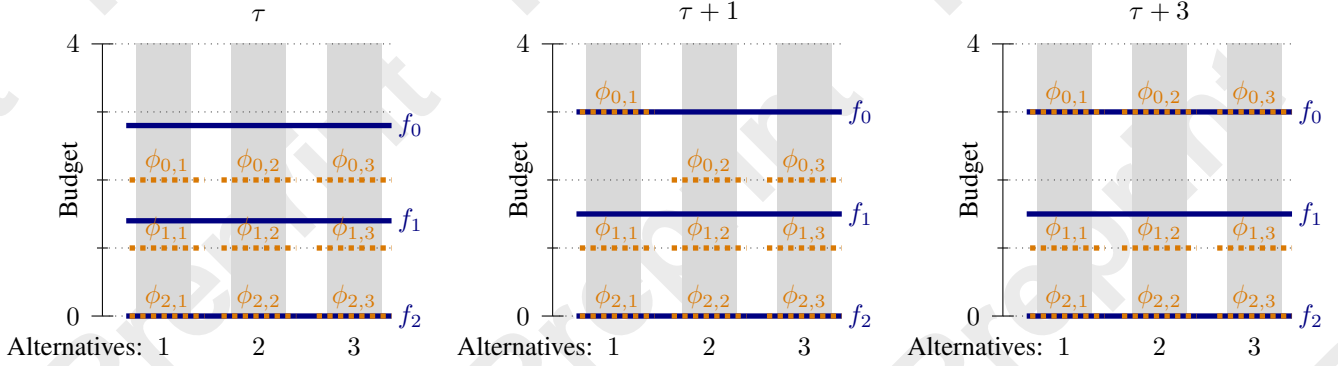 τ
τ + 1
τ + 3
4
4
4
f₀
ϕ₀,₁
f₀
ϕ₀,₁ ϕ₀,₂ ϕ₀,₃
f₀
ϕ₀,₁ ϕ₀,₂ ϕ₀,₃
ϕ₀,₂ ϕ₀,₃
Budget
Budget
Budget
f₁
f₁
f₁
ϕ₁,₁ ϕ₁,₂ ϕ₁,₃
ϕ₁,₁ ϕ₁,₂ ϕ₁,₃
ϕ₁,₁ ϕ₁,₂ ϕ₁,₃
ϕ₂,₁ ϕ₂,₂ ϕ₂,₃
ϕ₂,₁ ϕ₂,₂ ϕ₂,₃
ϕ₂,₁ ϕ₂,₂ ϕ₂,₃
0
f₂
0
f₂
0
f₂
Alternatives: 1 2 3
Alternatives: 1 2 3
Alternatives: 1 2 3
Preprint
Preprint
Preprint